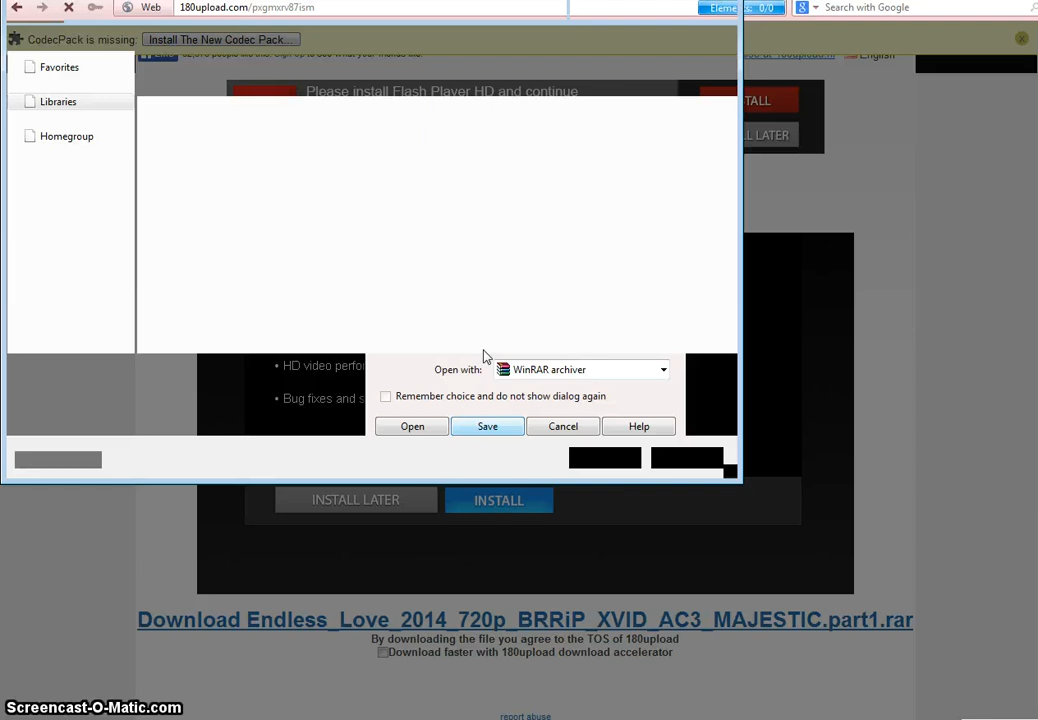 Web
180upload.com/pxgmxrv87ism
Eleme 0/0
Search with Google
CodecPack is missing:
Install The New Codec Pack...
Favorites
English
Please install Flash Player HD and continue
Libraries
Homegroup
HD video perfo
Open with:
WinRAR archiver
Remember choice and do not show dialog again
Bug fixes and s
Open
Save
Cancel
Help
INSTALL LATER
INSTALL
Download Endless_Love_2014_720p_BRRiP_XVID_AC3_MAJESTIC.part1.rar
By downloading the file you agree to the TOS of 180upload
Download faster with 180upload download accelerator
Screencast-O-Matic.com
report abuse